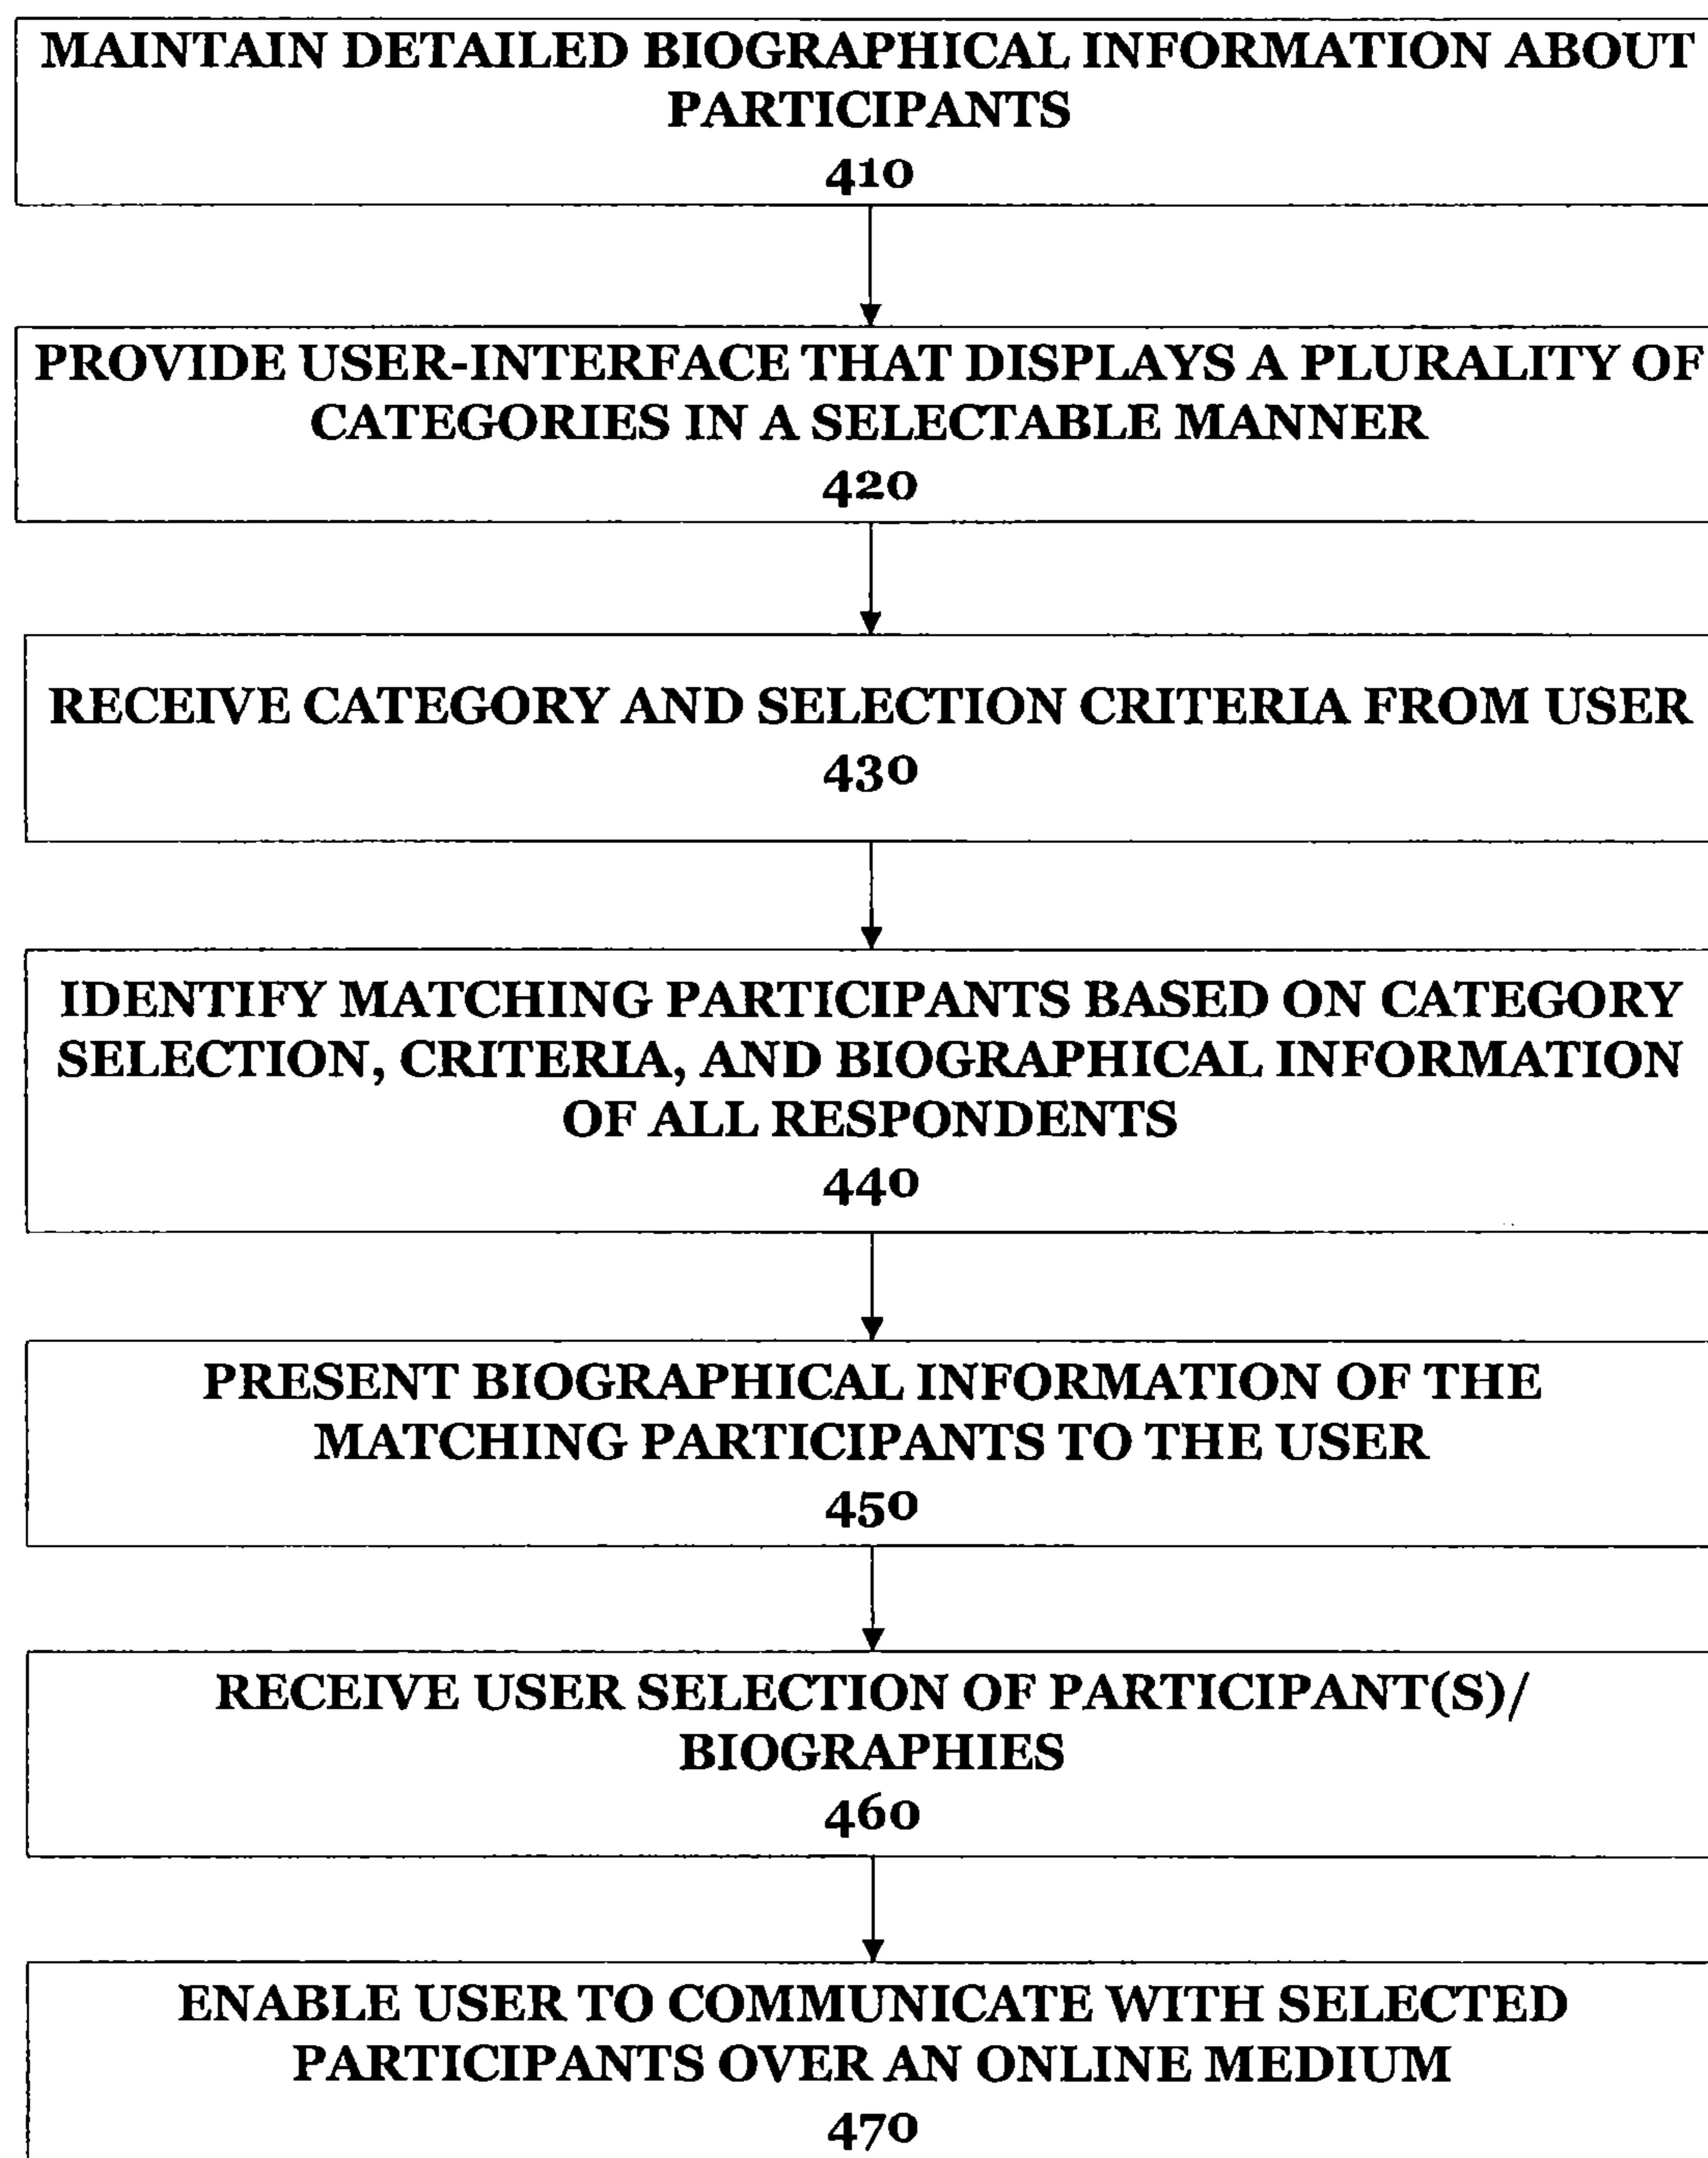 MAINTAIN DETAILED BIOGRAPHICAL INFORMATION ABOUT
PARTICIPANTS
410
PROVIDE USER-INTERFACE THAT DISPLAYS A PLURALITY OF
CATEGORIES IN A SELECTABLE MANNER
420
RECEIVE CATEGORY AND SELECTION CRITERIA FROM USER
430
IDENTIFY MATCHING PARTICIPANTS BASED ON CATEGORY
SELECTION, CRITERIA, AND BIOGRAPHICAL INFORMATION
OF ALL RESPONDENTS
440
PRESENT BIOGRAPHICAL INFORMATION OF THE
MATCHING PARTICIPANTS TO THE USER
450
RECEIVE USER SELECTION OF PARTICIPANT(S)/
BIOGRAPHIES
460
ENABLE USER TO COMMUNICATE WITH SELECTED
PARTICIPANTS OVER AN ONLINE MEDIUM
470